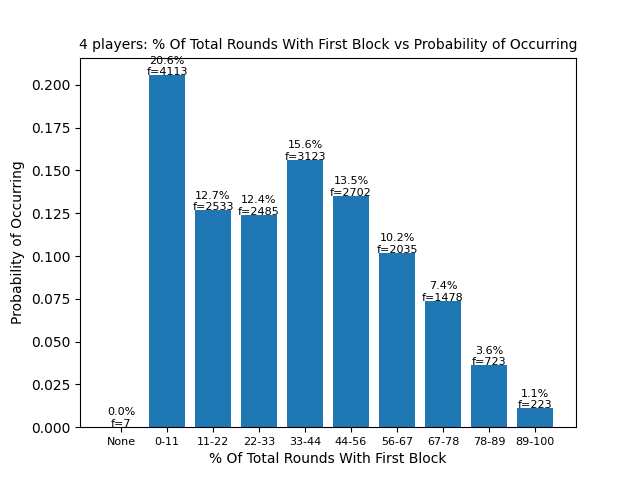 4 players: % Of Total Rounds With First Block vs Probability of Occurring
Probability of Occurring
0.200
0.175
0.150
0.125
0.100
0.075
0.050
0.025
0.000
0.0%
f=7
20.6%
f=4113
12.7%
f=2533
12.4%
f=2485
15.6%
f=3123
13.5%
f=2702
10.2%
f=2035
7.4%
f=1478
3.6%
f=723
1.1%
f=223
None 0-11 11-22 22-33 33-44 44-56 56-67 67-78 78-89 89-100
% Of Total Rounds With First Block